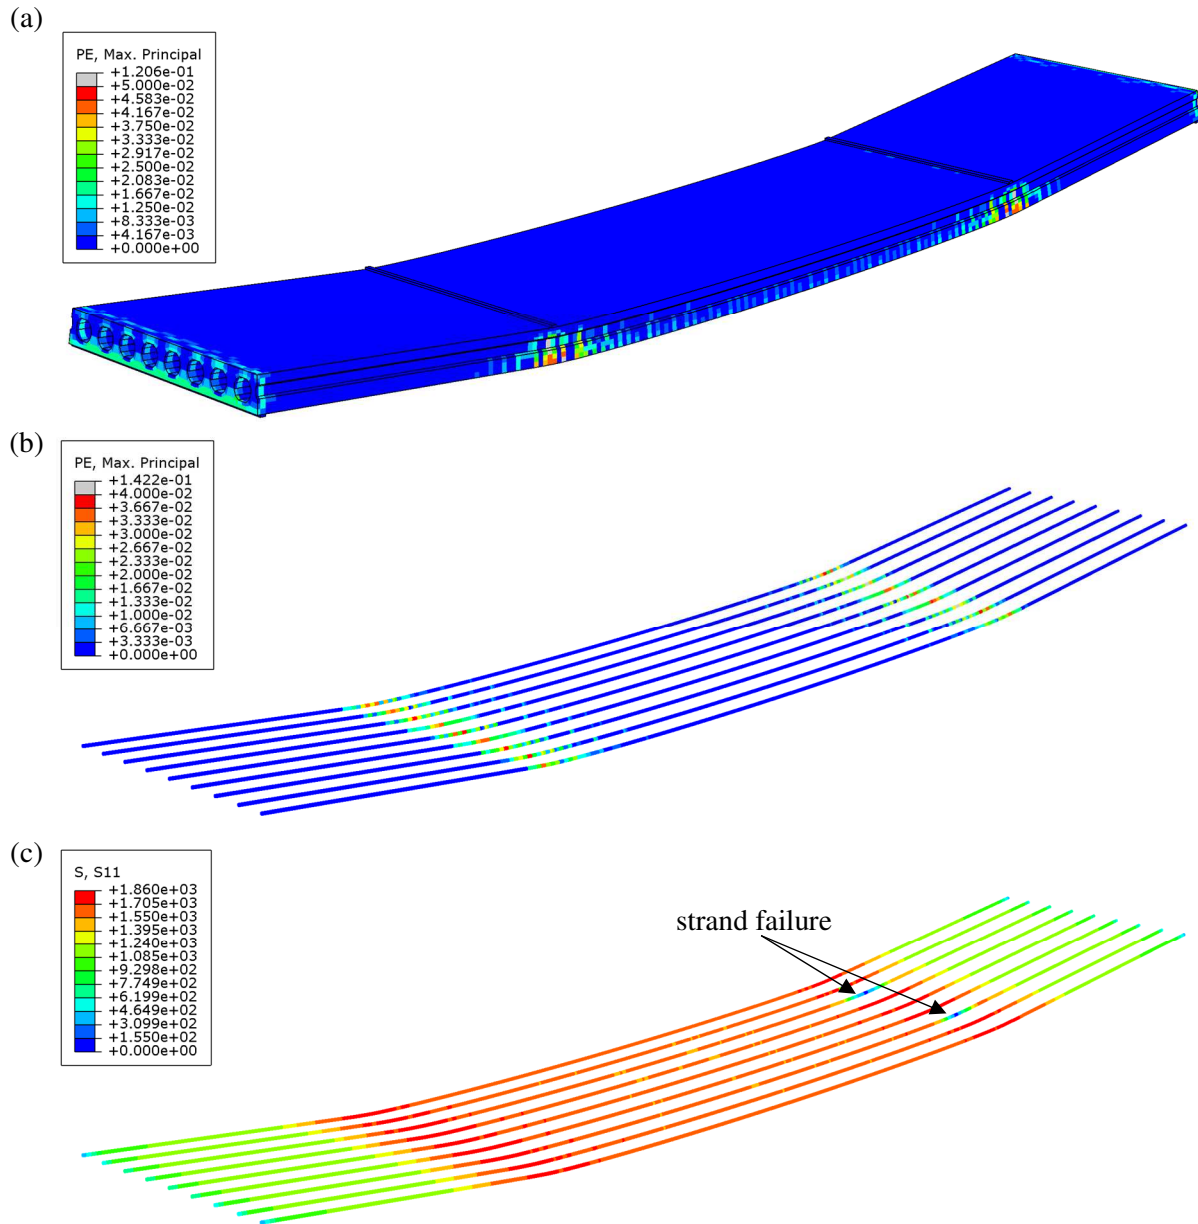 (a)
PE, Max. Principal
+1.206e-01
+5.000e-02
+4.583e-02
+4.167e-02
+3.750e-02
+3.333e-02
+2.917e-02
+2.500e-02
+2.083e-02
+1.667e-02
+1.250e-02
+8.333e-03
+4.167e-03
+0.000e+00
(b)
PE, Max. Principal
+1.422e-01
+4.000e-02
+3.667e-02
+3.333e-02
+3.000e-02
+2.667e-02
+2.333e-02
+2.000e-02
+1.667e-02
+1.333e-02
+1.000e-02
+6.667e-03
+3.333e-03
+0.000e+00
(c)
S, S11
+1.860e+03
+1.705e+03
+1.550e+03
+1.395e+03
+1.240e+03
+1.085e+03
+9.298e+02
+7.749e+02
+6.199e+02
+4.649e+02
+3.099e+02
+1.550e+02
+0.000e+00
strand failure